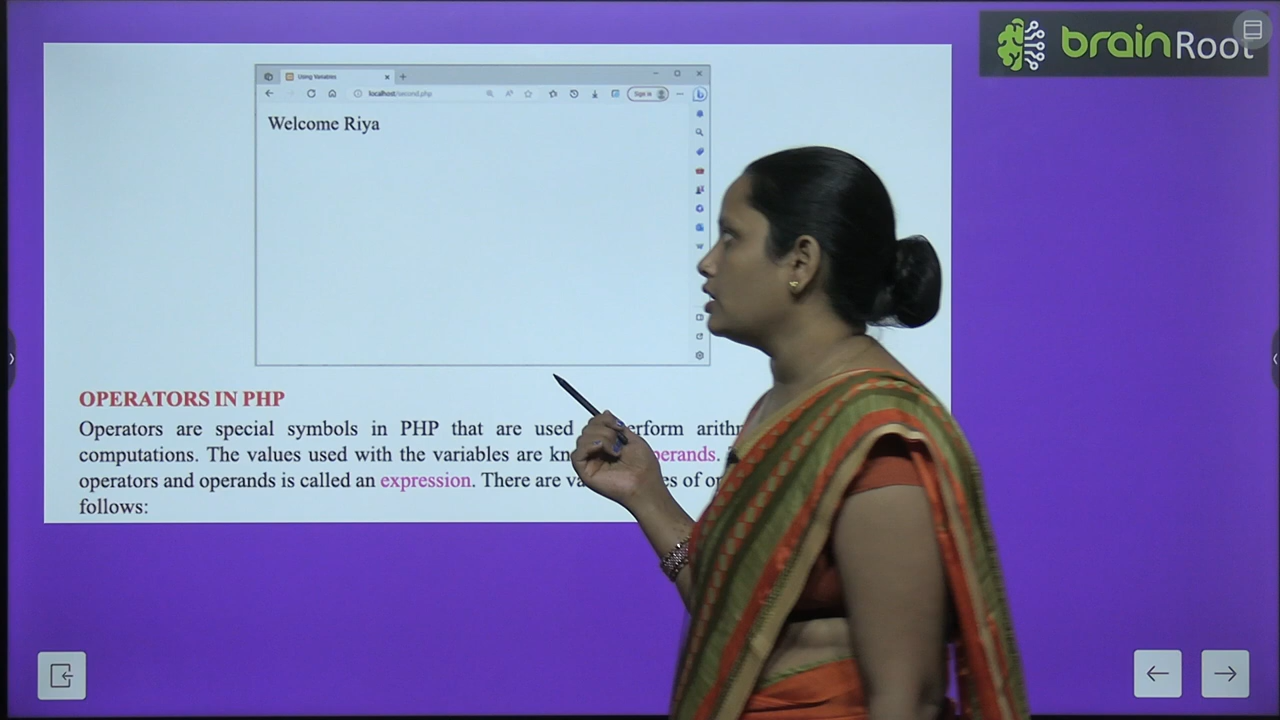 brainRoot
Using Variables
localhost/second.php
Sign in
Welcome Riya
OPERATORS IN PHP
Operators are special symbols in PHP that are used
computations. The values used with the variables are
operators and operands is called an expression. There are
follows: